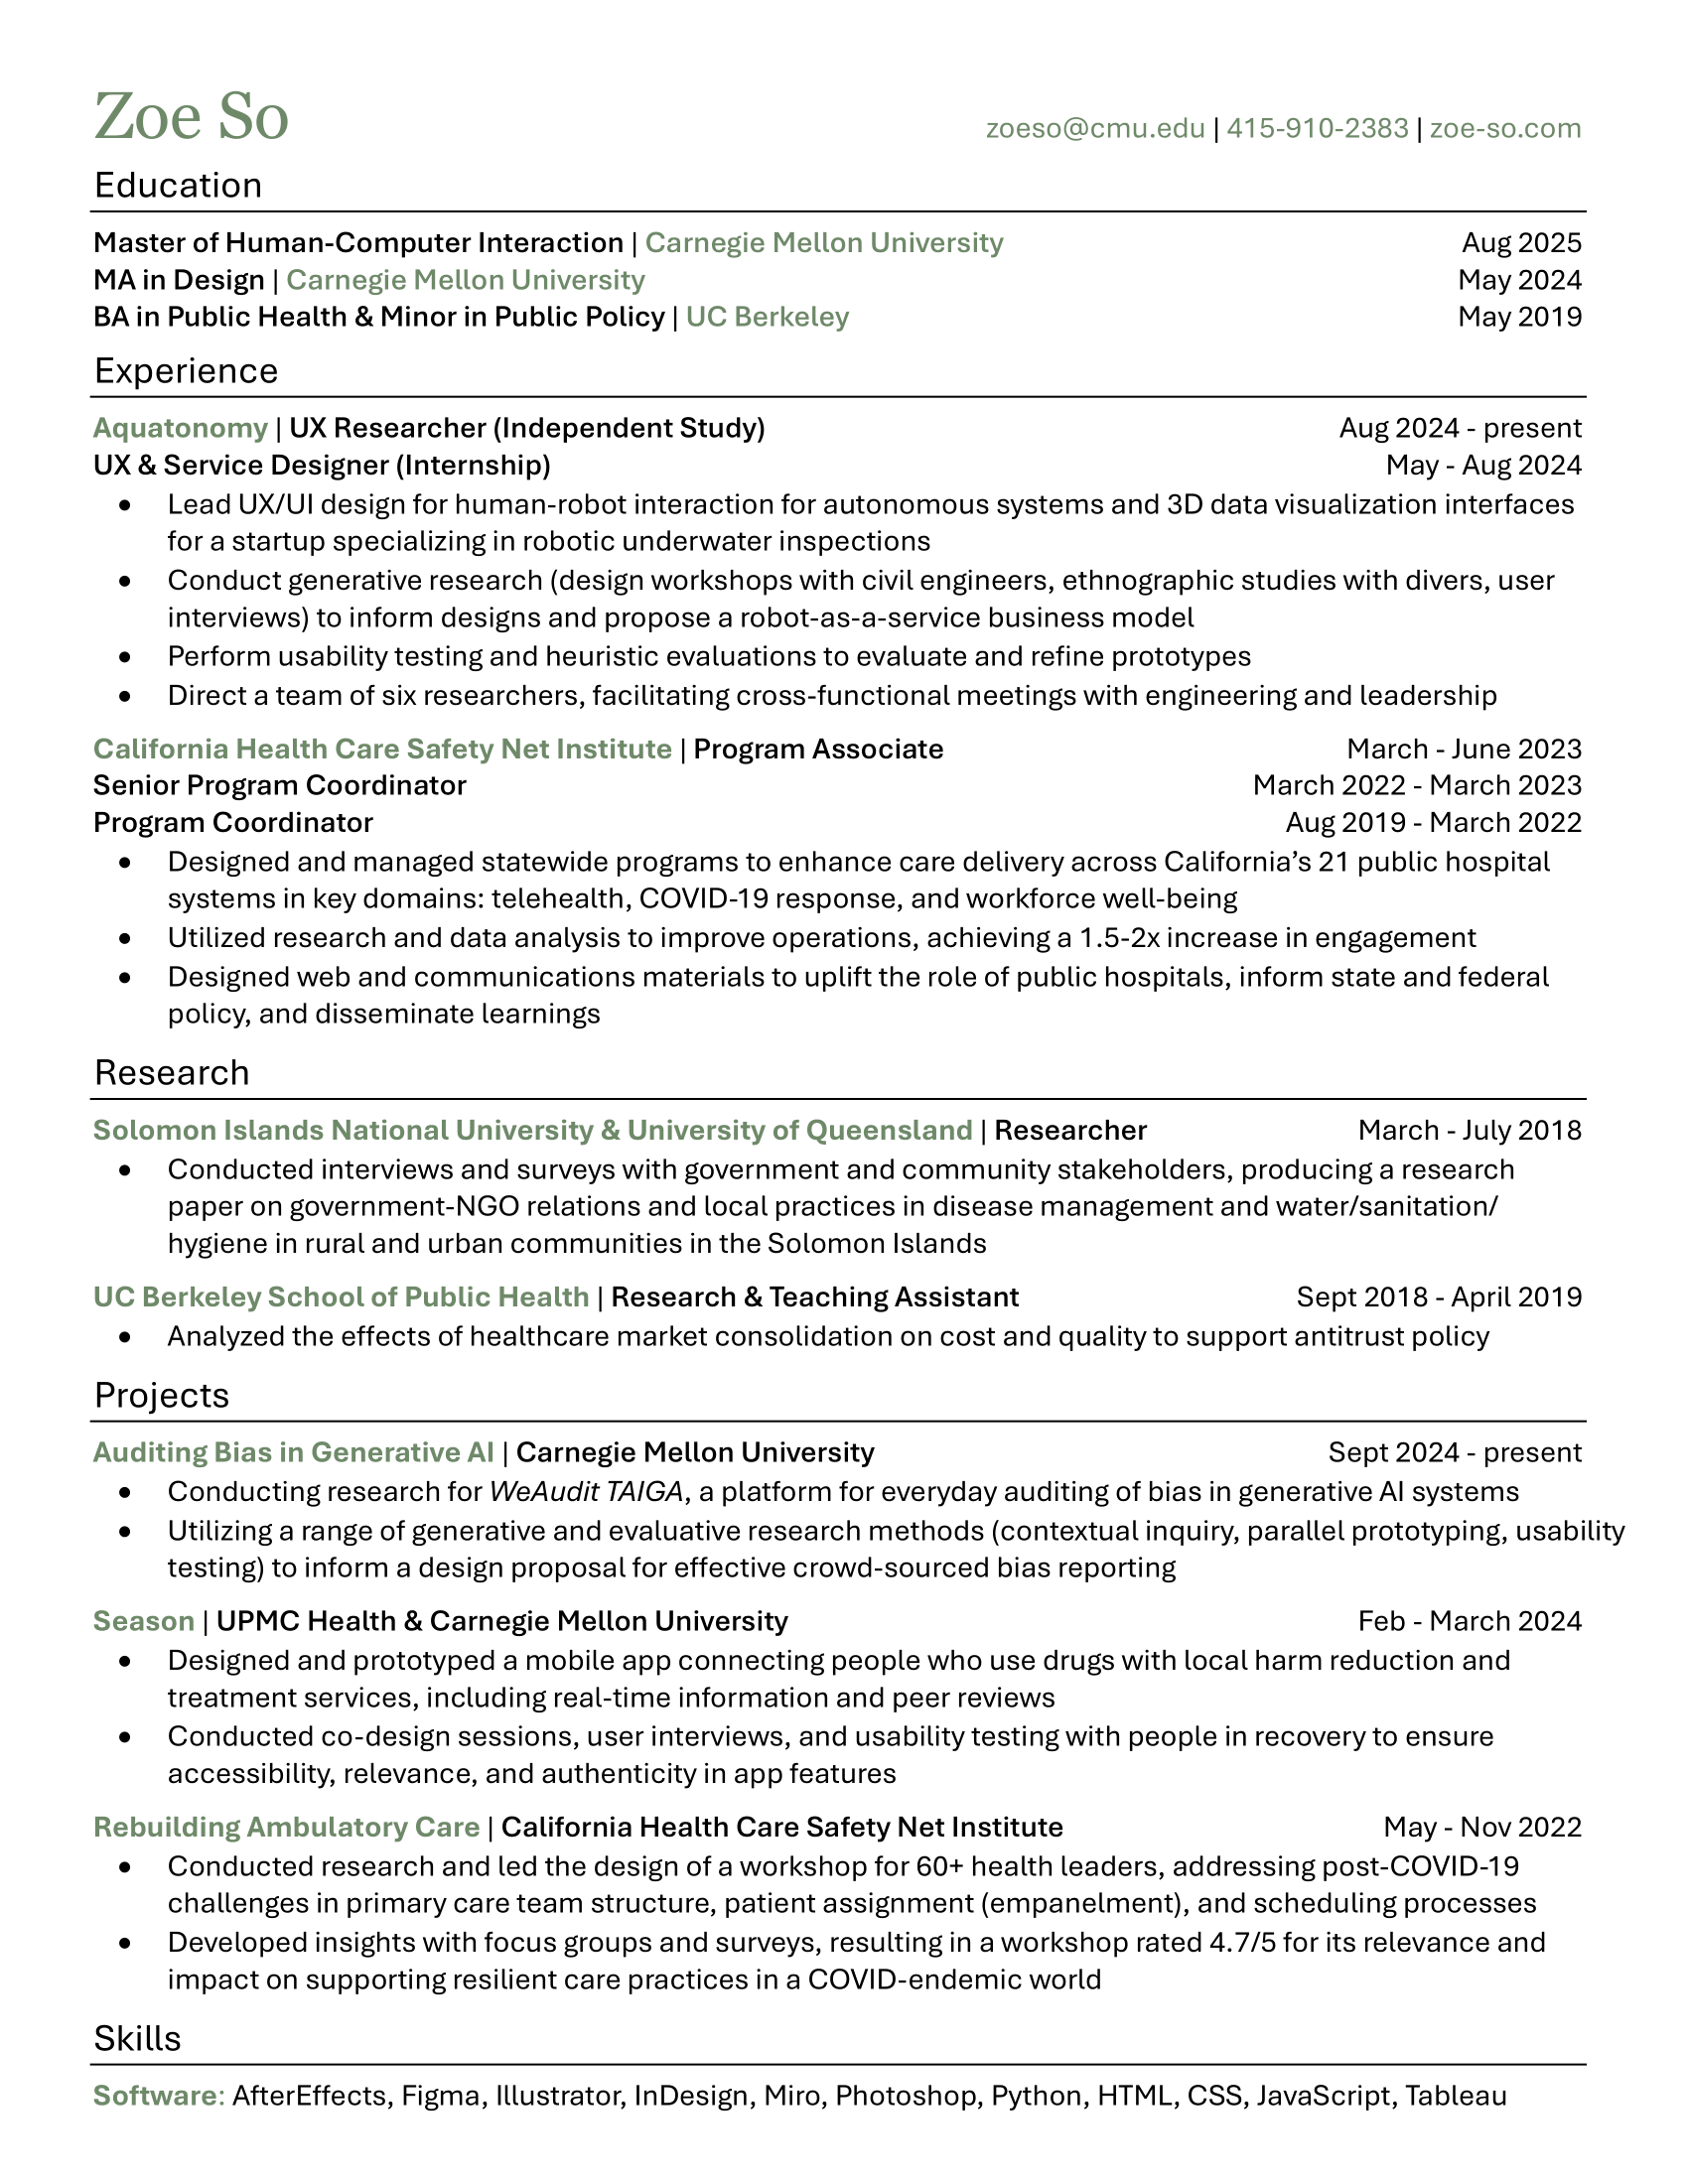 Zoe So
zoeso@cmu.edu | 415-910-2383 | zoe-so.com
Education
Master of Human-Computer Interaction | Carnegie Mellon University Aug 2025
MA in Design | Carnegie Mellon University May 2024
BA in Public Health & Minor in Public Policy | UC Berkeley May 2019
Experience
Aquatonomy | UX Researcher (Independent Study) Aug 2024 - present
UX & Service Designer (Internship) May - Aug 2024
• Lead UX/UI design for human-robot interaction for autonomous systems and 3D data visualization interfaces
for a startup specializing in robotic underwater inspections
• Conduct generative research (design workshops with civil engineers, ethnographic studies with divers, user
interviews) to inform designs and propose a robot-as-a-service business model
• Perform usability testing and heuristic evaluations to evaluate and refine prototypes
• Direct a team of six researchers, facilitating cross-functional meetings with engineering and leadership
California Health Care Safety Net Institute | Program Associate March - June 2023
Senior Program Coordinator March 2022 - March 2023
Program Coordinator Aug 2019 - March 2022
• Designed and managed statewide programs to enhance care delivery across California’s 21 public hospital
systems in key domains: telehealth, COVID-19 response, and workforce well-being
• Utilized research and data analysis to improve operations, achieving a 1.5-2x increase in engagement
• Designed web and communications materials to uplift the role of public hospitals, inform state and federal
policy, and disseminate learnings
Research
Solomon Islands National University & University of Queensland | Researcher March - July 2018
• Conducted interviews and surveys with government and community stakeholders, producing a research
paper on government-NGO relations and local practices in disease management and water/sanitation/
hygiene in rural and urban communities in the Solomon Islands
UC Berkeley School of Public Health | Research & Teaching Assistant Sept 2018 - April 2019
• Analyzed the effects of healthcare market consolidation on cost and quality to support antitrust policy
Projects
Auditing Bias in Generative AI | Carnegie Mellon University Sept 2024 - present
• Conducting research for WeAudit TAIGA, a platform for everyday auditing of bias in generative AI systems
• Utilizing a range of generative and evaluative research methods (contextual inquiry, parallel prototyping, usability
testing) to inform a design proposal for effective crowd-sourced bias reporting
Season | UPMC Health & Carnegie Mellon University Feb - March 2024
• Designed and prototyped a mobile app connecting people who use drugs with local harm reduction and
treatment services, including real-time information and peer reviews
• Conducted co-design sessions, user interviews, and usability testing with people in recovery to ensure
accessibility, relevance, and authenticity in app features
Rebuilding Ambulatory Care | California Health Care Safety Net Institute May - Nov 2022
• Conducted research and led the design of a workshop for 60+ health leaders, addressing post-COVID-19
challenges in primary care team structure, patient assignment (empanelment), and scheduling processes
• Developed insights with focus groups and surveys, resulting in a workshop rated 4.7/5 for its relevance and
impact on supporting resilient care practices in a COVID-endemic world
Skills
Software: AfterEffects, Figma, Illustrator, InDesign, Miro, Photoshop, Python, HTML, CSS, JavaScript, Tableau